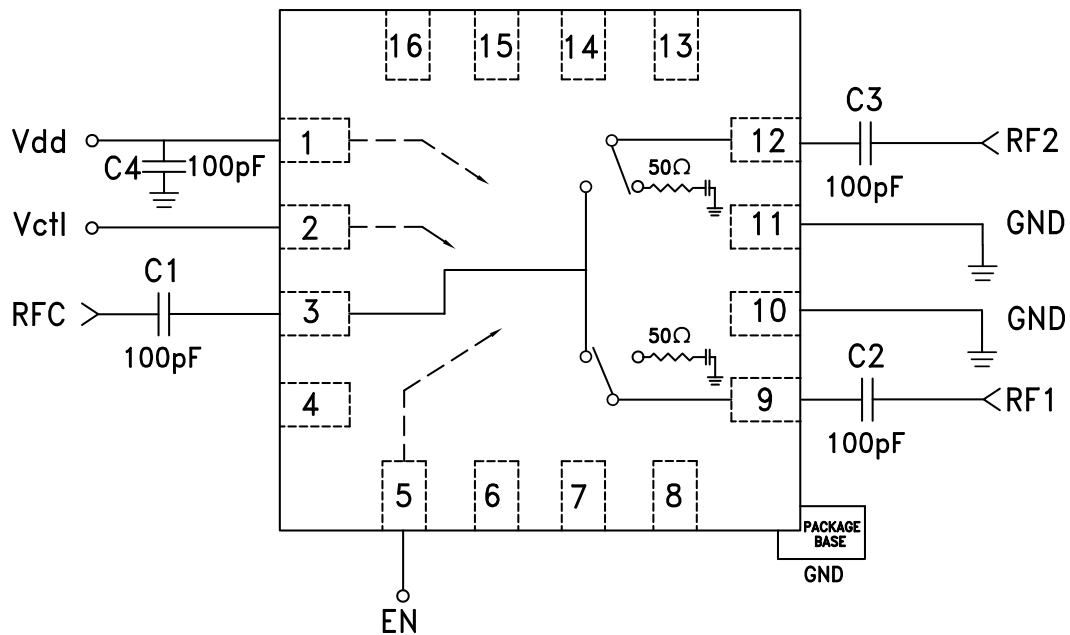 16 15 14 13
C3
Vdd
1
12
RF2
C4
100pF
50Ω
100pF
Vctl
2
11
GND
C1
RFC
3
10
GND
100pF
50Ω
C2
4
9
RF1
100pF
5 6 7 8
PACKAGE
BASE
GND
EN